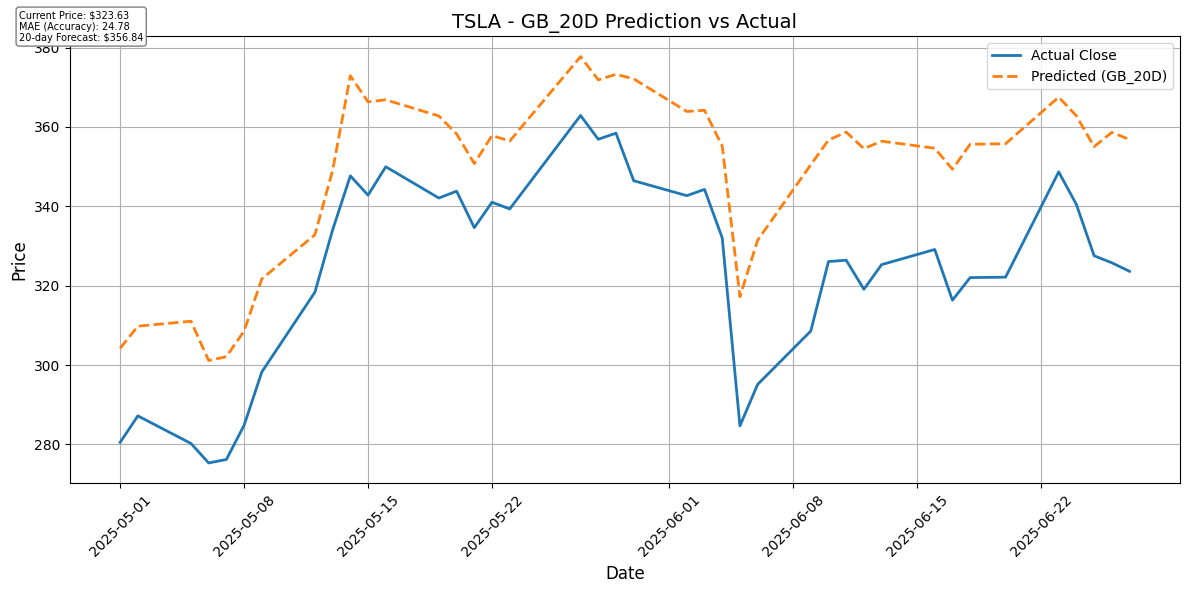 Current Price: $323.63
MAE (Accuracy): 24.78
20-day Forecast: $356.84
TSLA - GB_20D Prediction vs Actual
Actual Close
Predicted (GB_20D)
Price
380
360
340
320
300
280
2025-05-01
2025-05-08
2025-05-15
2025-05-22
2025-06-01
2025-06-08
2025-06-15
2025-06-22
Date